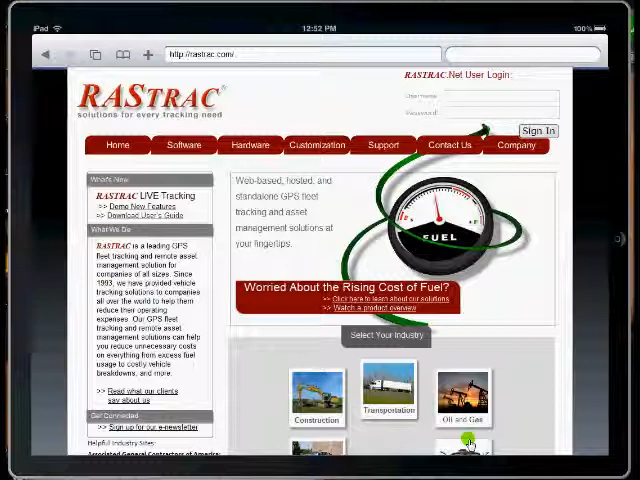 iPad
12:52 PM
100%
http://rastrac.com/
RASTRAC.Net User Login:
RASTRAC®
solutions for every tracking need
Username:
Password:
Sign In
Home
Software
Hardware
Customization
Support
Contact Us
Company
What's New
RASTRAC LIVE Tracking
>> Demo New Features
>> Download User's Guide
What We Do
RASTRAC is a leading GPS
fleet tracking and remote asset
management solution for
companies of all sizes. Since
1993, we have provided vehicle
tracking solutions to companies
all over the world to help them
reduce their operating
expenses. Our GPS fleet
tracking and remote asset
management solutions can help
you reduce unnecessary costs
on everything from excess fuel
usage to costly vehicle
breakdowns, and more.
>> Read what our clients
say about us
Get Connected
>> Sign up for our e-newsletter
Helpful Industry Sites:
Associated General Contractors of America:
Web-based, hosted, and
standalone GPS fleet
tracking and asset
management solutions at
your fingertips.
E
F
FUEL
Worried About the Rising Cost of Fuel?
>> Click here to learn about our solutions
>> Watch a product overview
Select Your Industry
Construction
Transportation
Oil and Gas